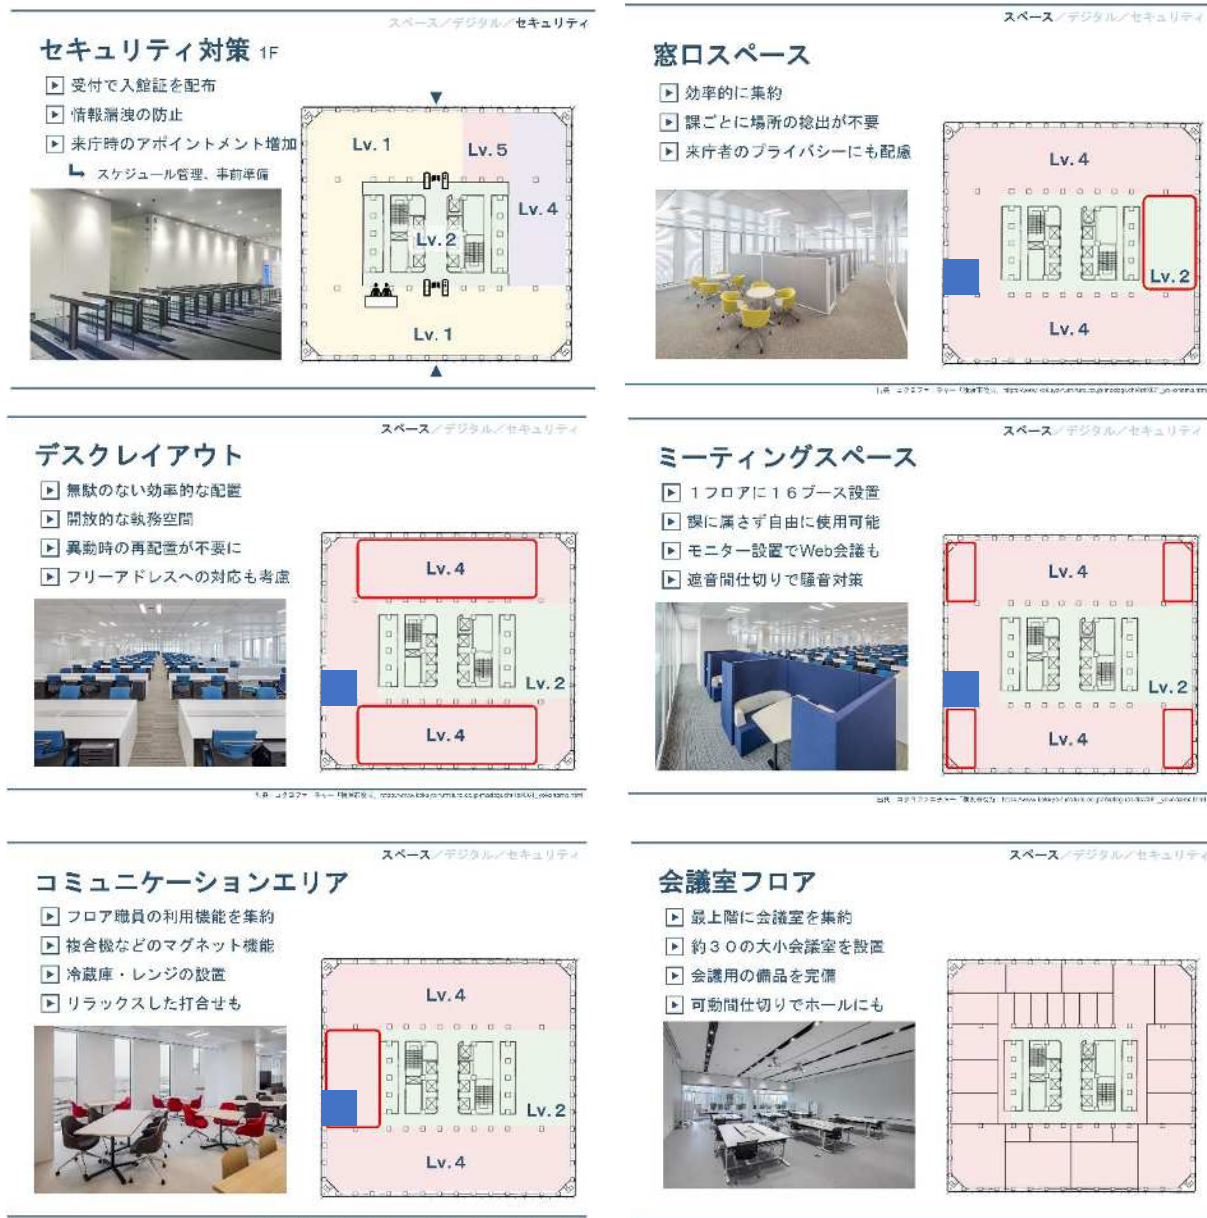 スペース／デジタル／セキュリティ
セキュリティ対策 1F
受付で入館証を配布
情報漏洩の防止
来庁時のアポイントメント増加
スケジュール管理、事前準備
Lv. 1
Lv. 5
Lv. 4
Lv. 2
Lv. 1
スペース／デジタル／セキュリティ
窓口スペース
効率的に集約
課ごとに場所の捻出が不要
来庁者のプライバシーにも配慮
Lv. 4
Lv. 2
Lv. 4
スペース／デジタル／セキュリティ
デスクレイアウト
無駄のない効率的な配置
開放的な執務空間
異動時の再配置が不要に
フリーアドレスへの対応も考慮
Lv. 4
Lv. 2
Lv. 4
スペース／デジタル／セキュリティ
ミーティングスペース
１フロアに１６ブース設置
課に属さず自由に使用可能
モニター設置でWeb会議も
遮音間仕切りで騒音対策
Lv. 4
Lv. 2
Lv. 4
スペース／デジタル／セキュリティ
コミュニケーションエリア
フロア職員の利用機能を集約
複合機などのマグネット機能
冷蔵庫・レンジの設置
リラックスした打合せも
Lv. 4
Lv. 2
Lv. 4
スペース／デジタル／セキュリティ
会議室フロア
最上階に会議室を集約
約３０の大小会議室を設置
会議用の備品を完備
可動間仕切りでホールにも